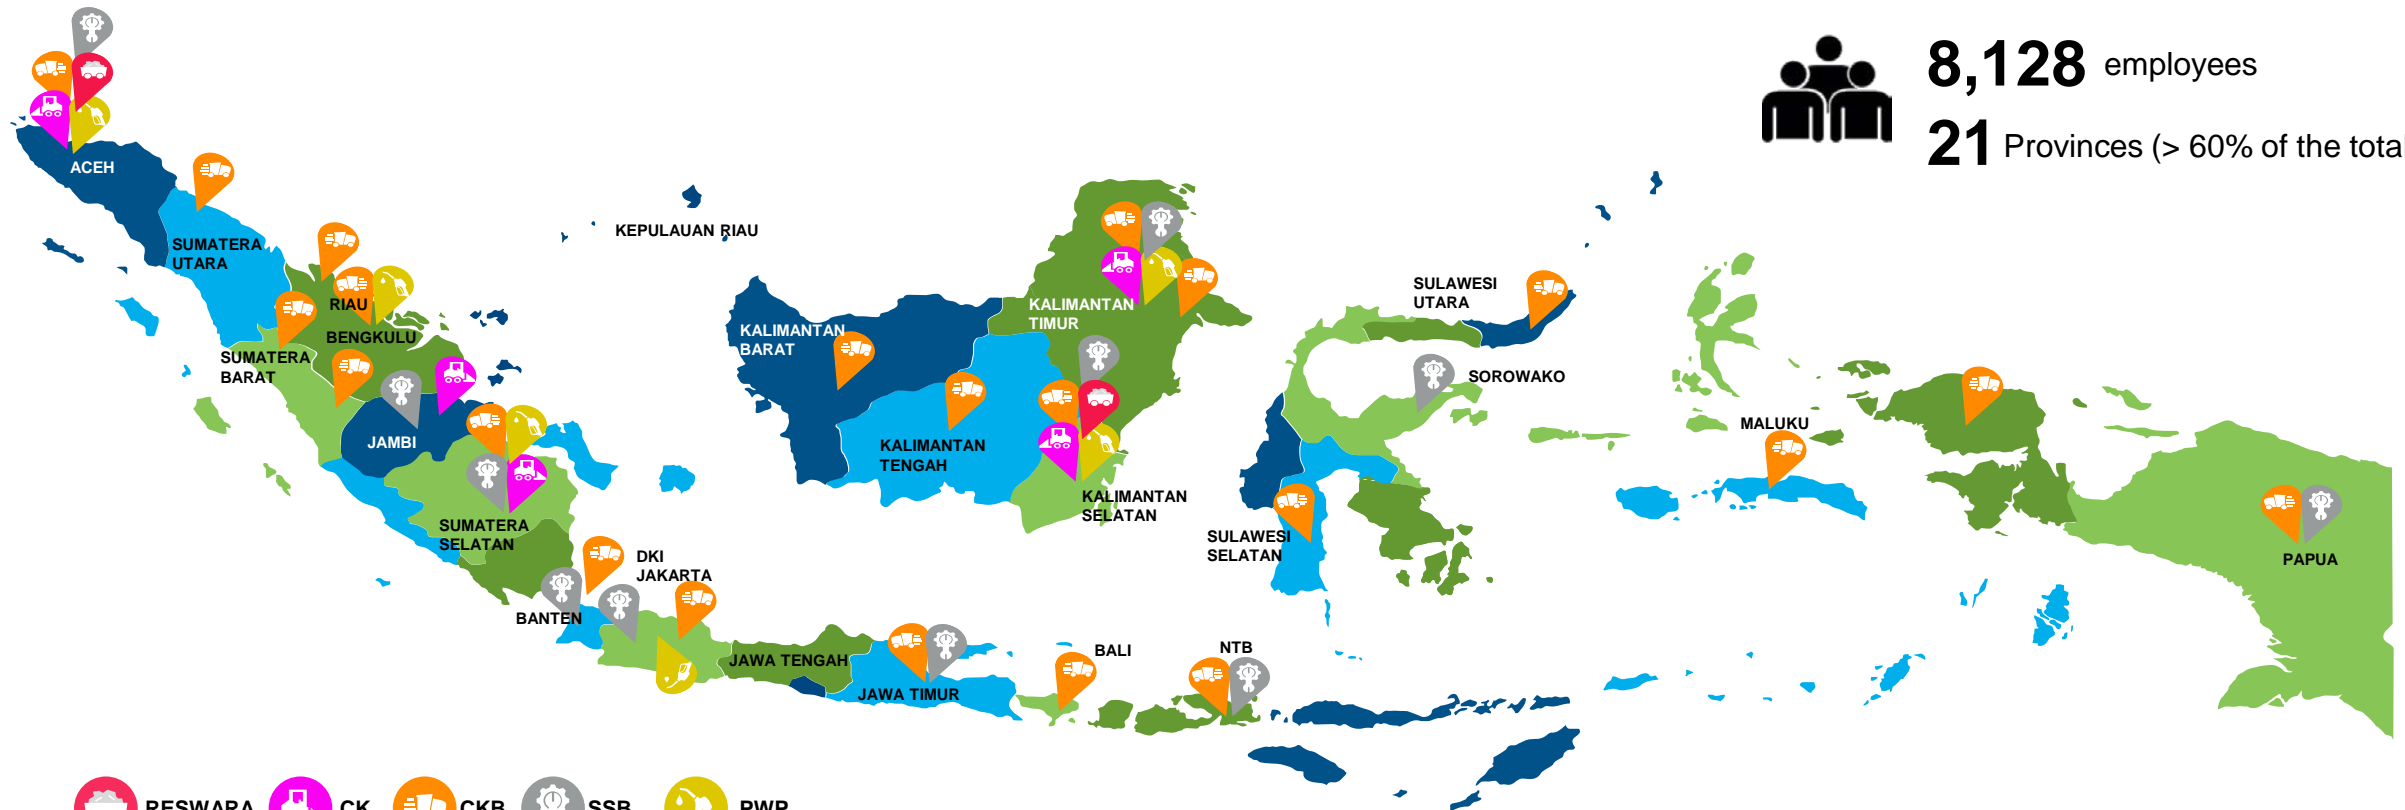 8,128 employees
21 Provinces (> 60% of the total
ACEH
SUMATERA
UTARA
KEPULAUAN RIAU
RIAU
BENGKULU
SUMATERA
BARAT
JAMBI
SUMATERA
SELATAN
KALIMANTAN
BARAT
KALIMANTAN
TIMUR
KALIMANTAN
TENGAH
KALIMANTAN
SELATAN
SULAWESI
UTARA
SOROWAKO
MALUKU
SULAWESI
SELATAN
PAPUA
DKI
JAKARTA
BANTEN
JAWA TENGAH
JAWA TIMUR
BALI
NTB
RESWARA CK CKB SSB PWP